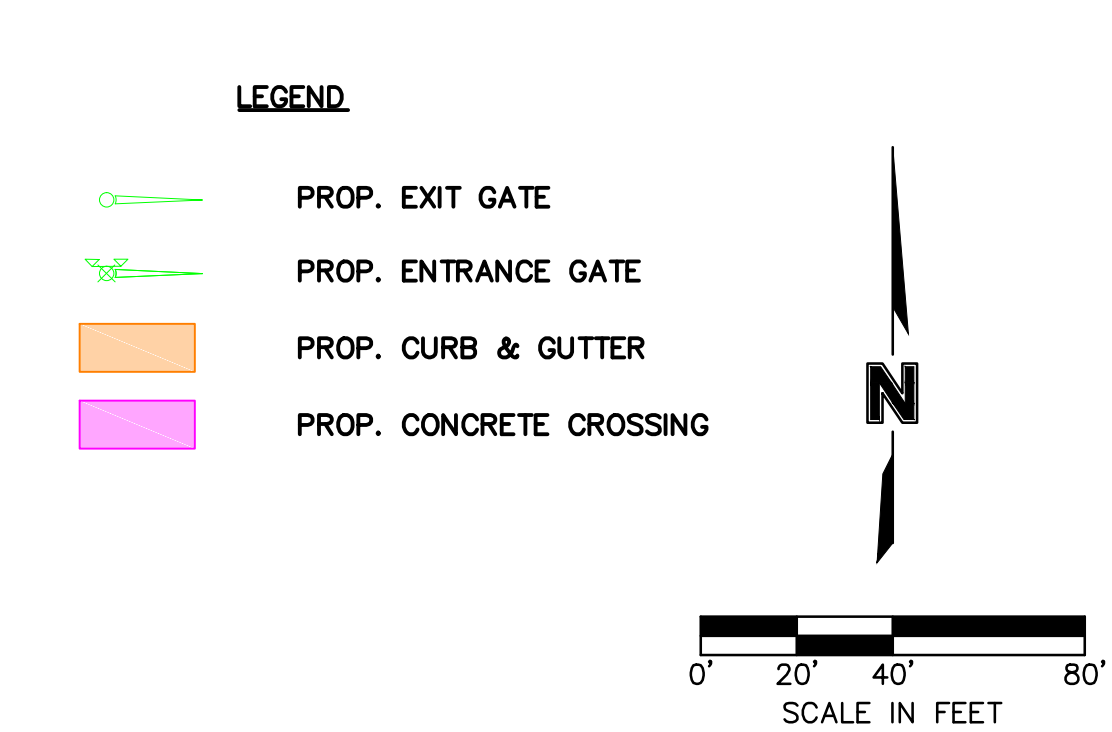 LEGEND
PROP. EXIT GATE
PROP. ENTRANCE GATE
PROP. CURB & GUTTER
PROP. CONCRETE CROSSING
N
0' 20' 40' 80'
SCALE IN FEET